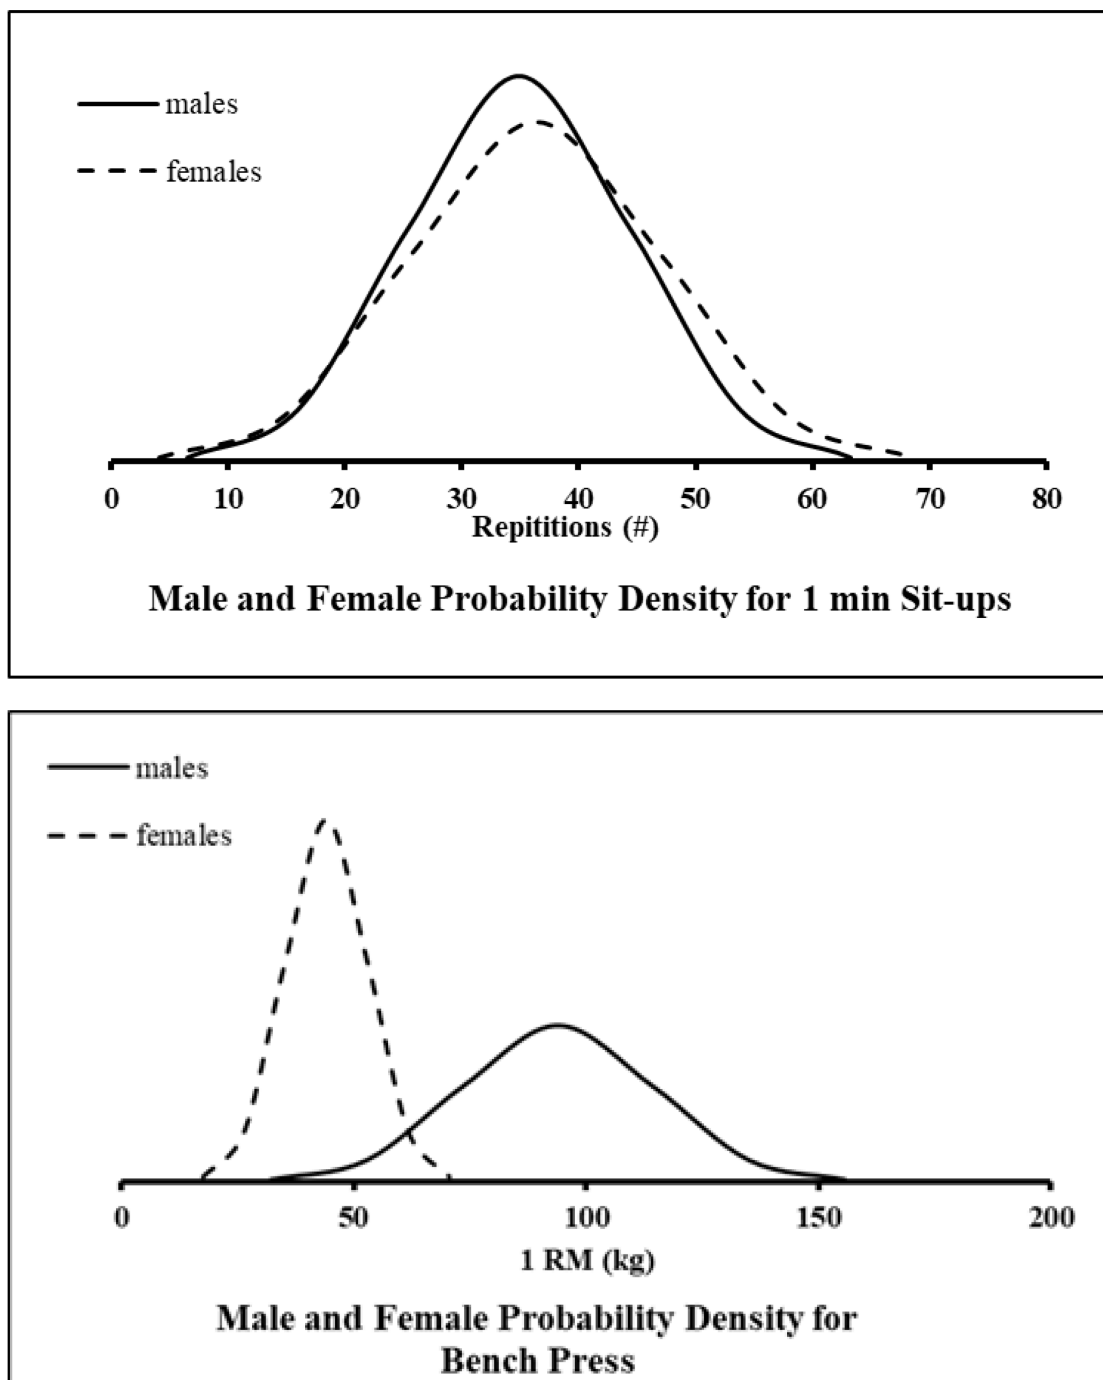 males
females
0 10 20 30 40 50 60 70 80
Repititions (#)
Male and Female Probability Density for 1 min Sit-ups
males
females
0 50 100 150 200
1 RM (kg)
Male and Female Probability Density for
Bench Press